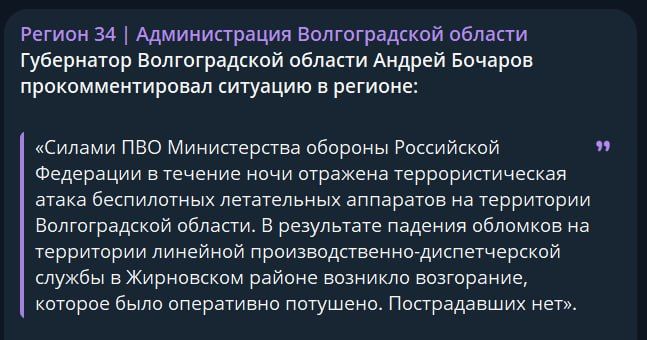 Регион 34 | Администрация Волгоградской области
Губернатор Волгоградской области Андрей Бочаров
прокомментировал ситуацию в регионе:
«Силами ПВО Министерства обороны Российской
Федерации в течение ночи отражена террористическая
атака беспилотных летательных аппаратов на территории
Волгоградской области. В результате падения обломков на
территории линейной производственно-диспетчерской
службы в Жирновском районе возникло возгорание,
которое было оперативно потушено. Пострадавших нет».